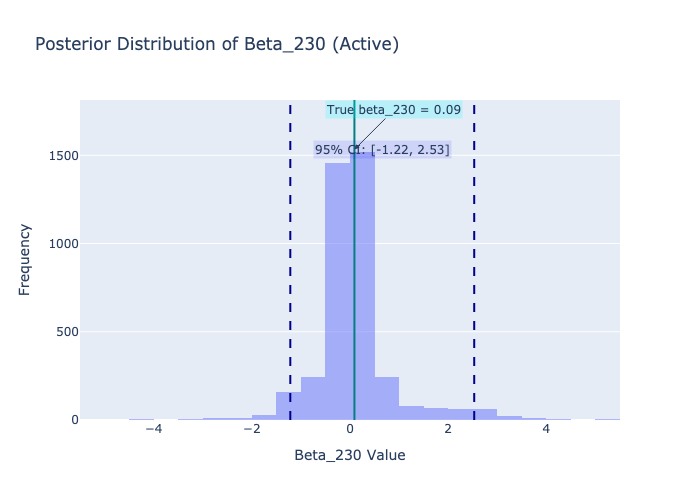 Posterior Distribution of Beta_230 (Active)
True beta_230 = 0.09
95% CI: [-1.22, 2.53]
1500
1000
500
0
Frequency
−4
−2
0
2
4
Beta_230 Value